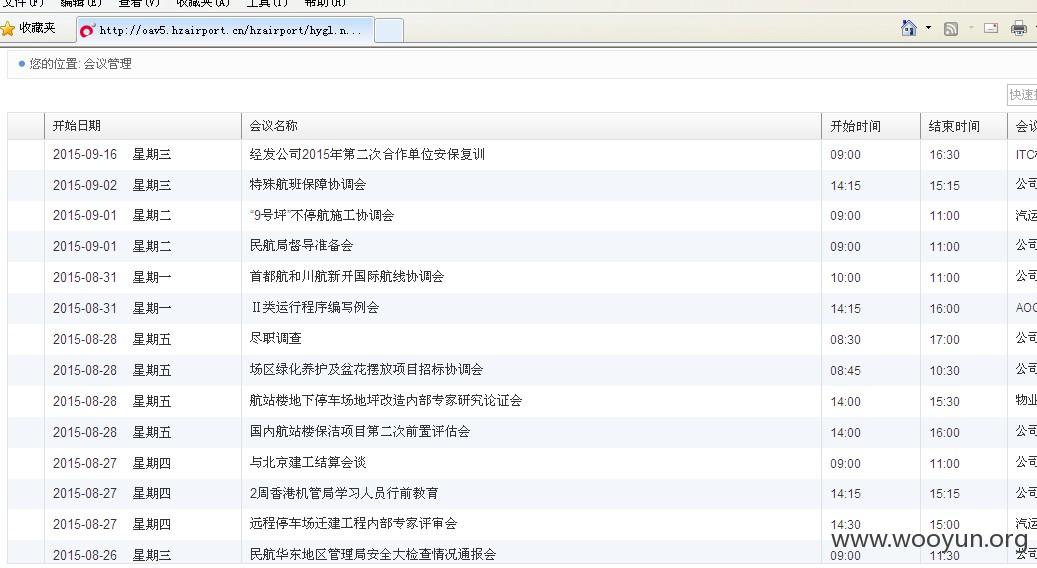 文件(F) 编辑(E) 查看(V) 收藏夹(A) 工具(T) 帮助(H)
收藏夹 http://oav5.hzairport.cn/hzairport/hygl.n...
您的位置: 会议管理
快速
开始日期 会议名称 开始时间 结束时间 会议
2015-09-16 星期三 经发公司2015年第二次合作单位安保复训 09:00 16:30 ITC
2015-09-02 星期三 特殊航班保障协调会 14:15 15:15 公司
2015-09-01 星期二 “9号坪”不停航施工协调会 09:00 11:00 汽运
2015-09-01 星期二 民航局督导准备会 09:00 11:00 公司
2015-08-31 星期一 首都航和川航新开国际航线协调会 10:00 11:00 公司
2015-08-31 星期一 Ⅱ类运行程序编写例会 14:15 16:00 AOC
2015-08-28 星期五 尽职调查 08:30 17:00 公司
2015-08-28 星期五 场区绿化养护及盆花摆放项目招标协调会 08:45 10:30 公司
2015-08-28 星期五 航站楼地下停车场地坪改造内部专家研究论证会 14:00 15:30 物业
2015-08-28 星期五 国内航站楼保洁项目第二次前置评估会 14:00 16:00 公司
2015-08-27 星期四 与北京建工结算会谈 09:00 11:00 公司
2015-08-27 星期四 2周香港机管局学习人员行前教育 14:15 15:15 公司
2015-08-27 星期四 远程停车场迁建工程内部专家评审会 14:30 15:00 汽运
2015-08-26 星期三 民航华东地区管理局安全大检查情况通报会 09:00 11:30 公司
www.wooyun.org